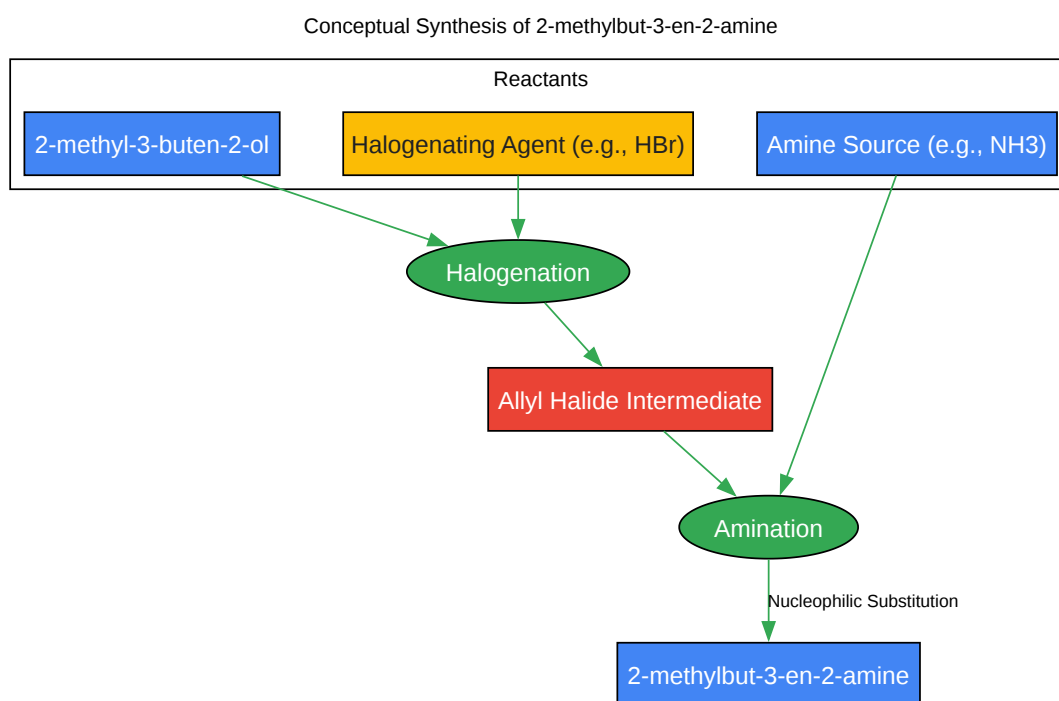 Conceptual Synthesis of 2-methylbut-3-en-2-amine
Reactants
2-methyl-3-buten-2-ol
Halogenating Agent (e.g., HBr)
Amine Source (e.g., NH3)
Halogenation
Allyl Halide Intermediate
Amination
Nucleophilic Substitution
2-methylbut-3-en-2-amine